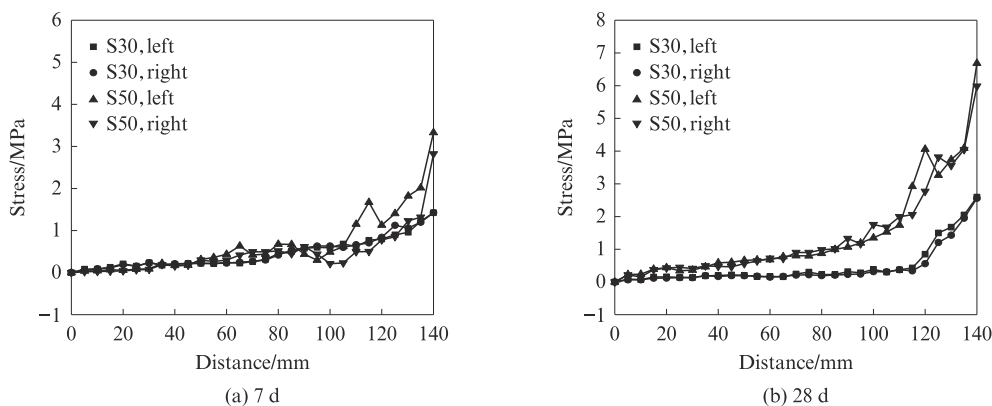 6
5
4
3
2
1
0
−1
Stress/MPa
S30, left
S30, right
S50, left
S50, right
0 20 40 60 80 100 120 140
Distance/mm
(a) 7 d
8
7
6
5
4
3
2
1
0
−1
Stress/MPa
S30, left
S30, right
S50, left
S50, right
0 20 40 60 80 100 120 140
Distance/mm
(b) 28 d